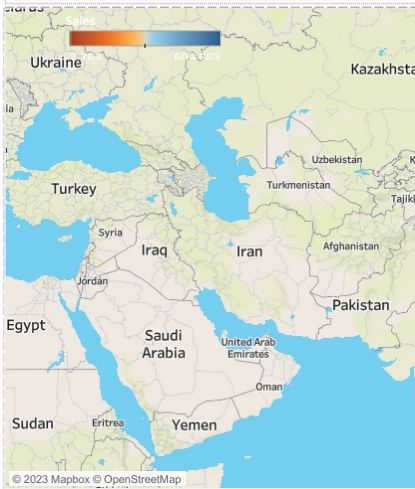 Sales
Ukraine
Kazakhsta
Uzbekistan
Turkmenistan
Tajiki
Turkey
Syria
Iraq
Iran
Afghanistan
Jordan
Pakistan
Egypt
Saudi
Arabia
United Arab
Emirates
Oman
Sudan
Eritrea
Yemen
© 2023 Mapbox © OpenStreetMap